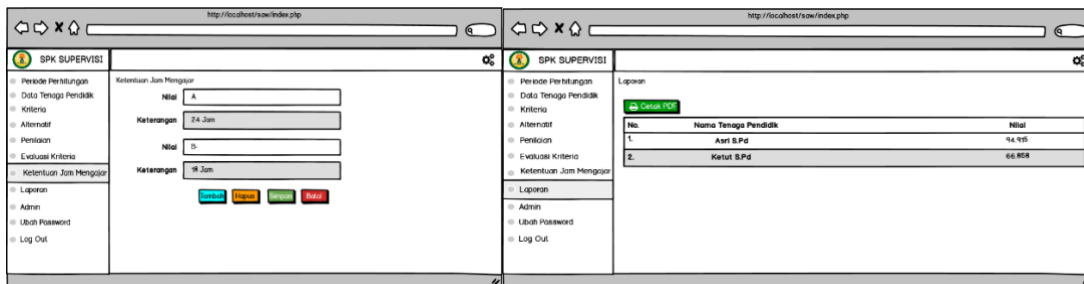 http://localhost/saw/index.php
SPK SUPERVISI
Periode Perhitungan
Data Tenaga Pendidik
Kriteria
Alternatif
Penilaian
Evaluasi Kriteria
Ketentuan Jam Mengajar
Laporan
Admin
Ubah Password
Log Out
Ketentuan Jam Mengajar
Nilai A
Keterangan 24 Jam
Nilai B
Keterangan 18 Jam
Tambah Hapus Simpan Batal
http://localhost/saw/index.php
SPK SUPERVISI
Periode Perhitungan
Data Tenaga Pendidik
Kriteria
Alternatif
Penilaian
Evaluasi Kriteria
Ketentuan Jam Mengajar
Laporan
Admin
Ubah Password
Log Out
Laporan
Cetak PDF
No. Nama Tenaga Pendidik Nilai
1. Asri S.Pd 94.935
2. Ketut S.Pd 66.858